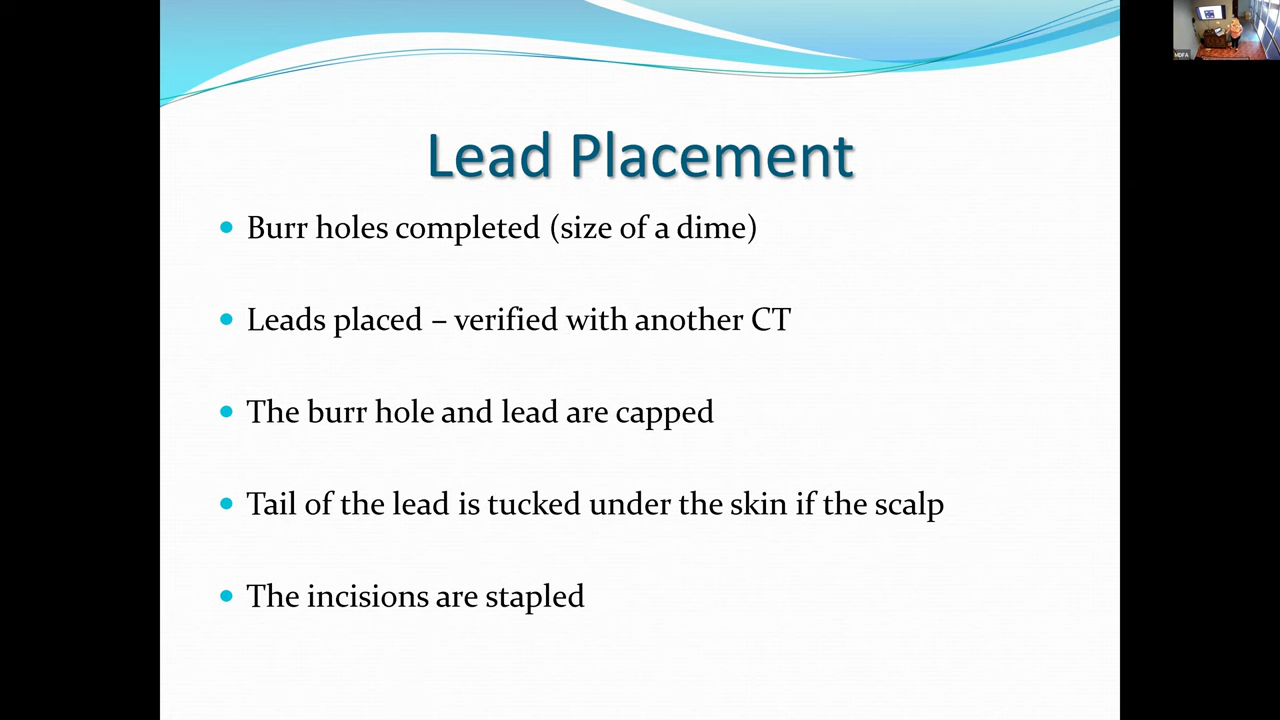 MDFA
Lead Placement
• Burr holes completed (size of a dime)
• Leads placed – verified with another CT
• The burr hole and lead are capped
• Tail of the lead is tucked under the skin if the scalp
• The incisions are stapled